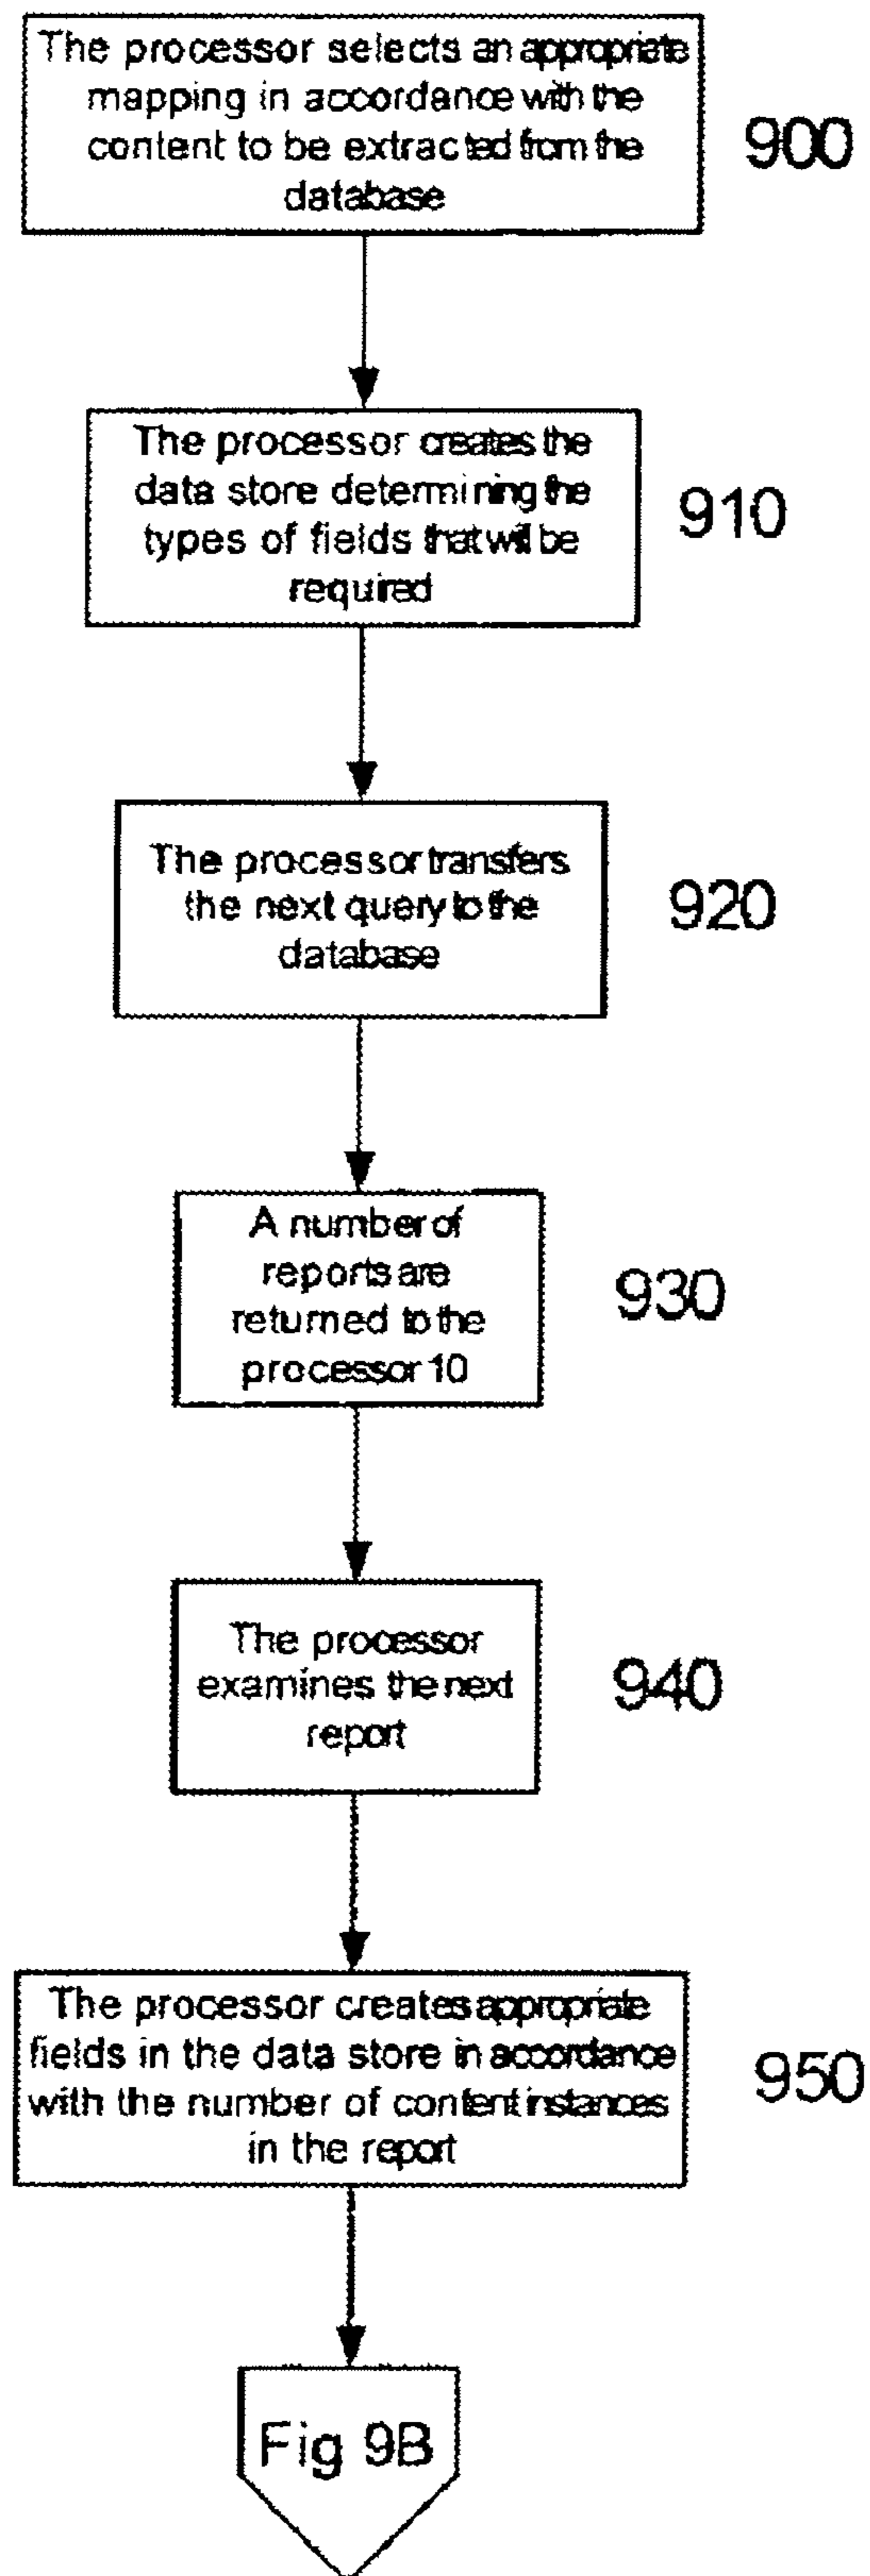 The processor selects an appropriate
mapping in accordance with the
content to be extracted from the
database
900
The processor creates the
data store determining the
types of fields that will be
required
910
The processor transfers
the next query to the
database
920
A number of
reports are
returned to the
processor 10
930
The processor
examines the next
report
940
The processor creates appropriate
fields in the data store in accordance
with the number of content instances
in the report
950
Fig 9B